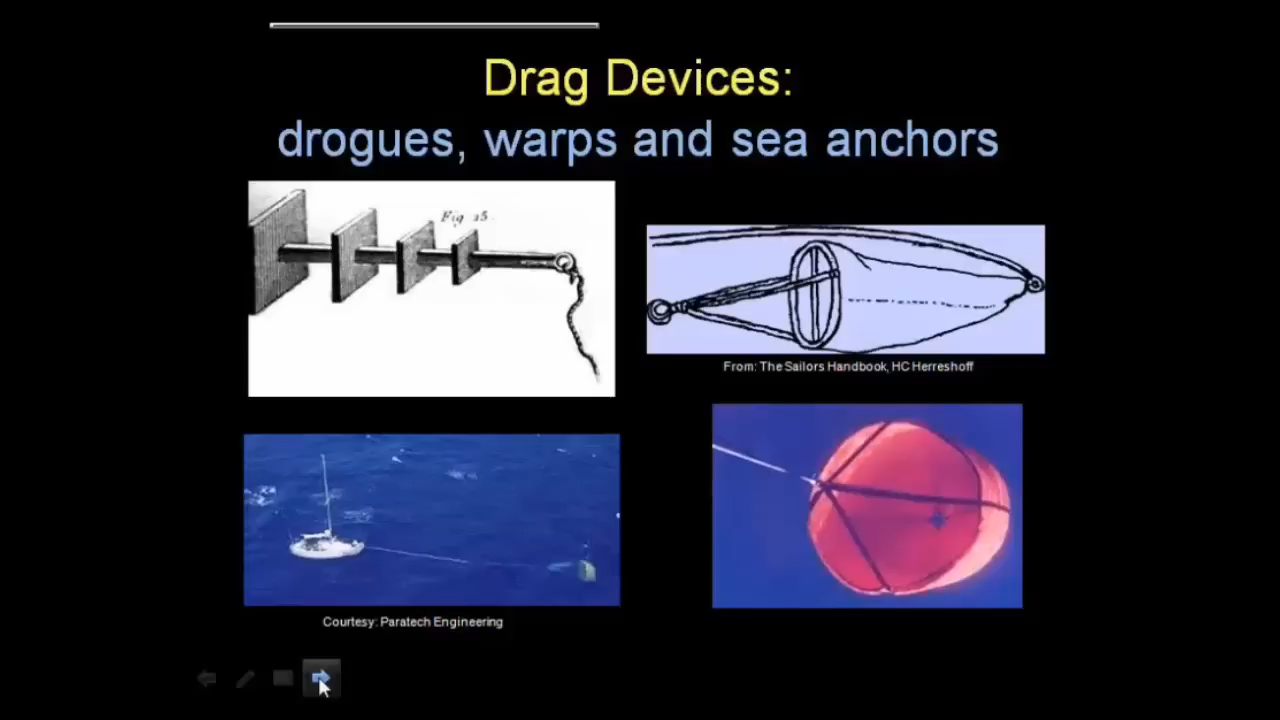 Drag Devices:
drogues, warps and sea anchors
Fig 25.
From: The Sailors Handbook, HC Herreshoff
Courtesy: Paratech Engineering